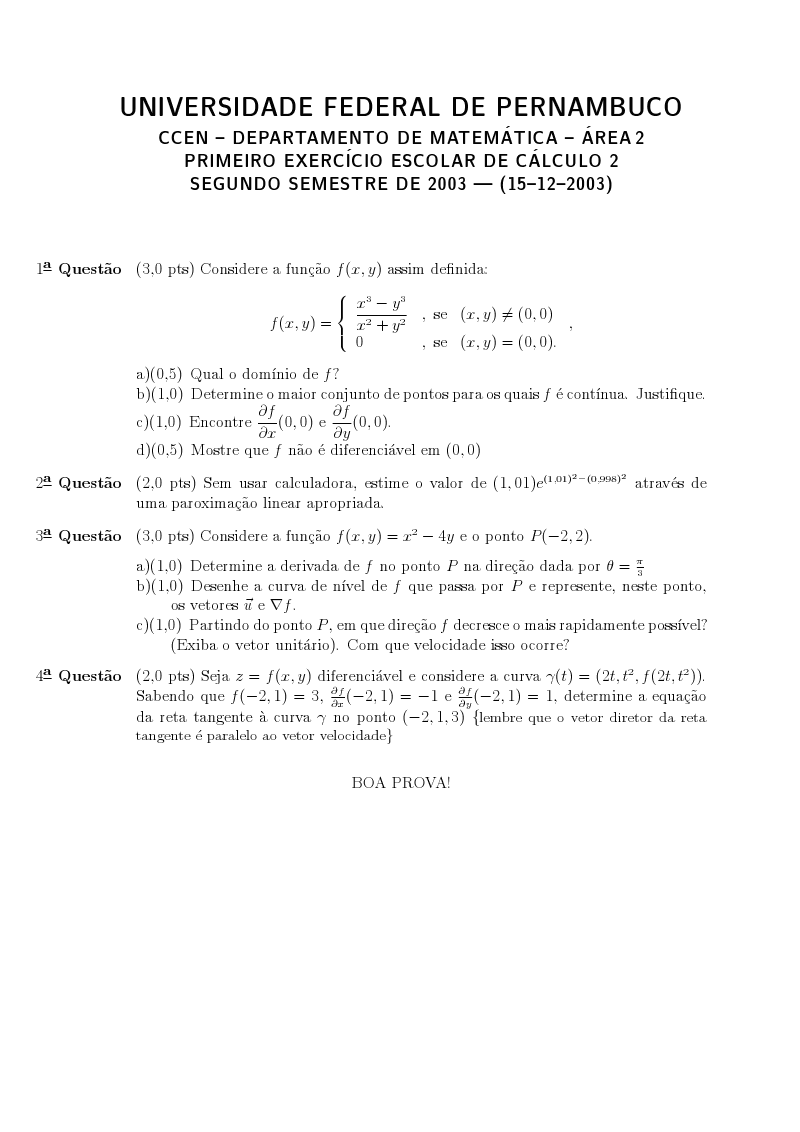 UNIVERSIDADE FEDERAL DE PERNAMBUCO
CCEN – DEPARTAMENTO DE MATEMÁTICA – ÁREA 2
PRIMEIRO EXERCÍCIO ESCOLAR DE CÁLCULO 2
SEGUNDO SEMESTRE DE 2003 — (15–12–2003)
1ª Questão (3,0 pts) Considere a função f(x, y) assim definida:
f(x, y) = { (x³ − y³)/(x² + y²) , se (x, y) ≠ (0, 0)
0 , se (x, y) = (0, 0). ,
a)(0,5) Qual o domínio de f?
b)(1,0) Determine o maior conjunto de pontos para os quais f é contínua. Justifique.
c)(1,0) Encontre ∂f/∂x(0, 0) e ∂f/∂y(0, 0).
d)(0,5) Mostre que f não é diferenciável em (0, 0)
2ª Questão (2,0 pts) Sem usar calculadora, estime o valor de (1, 01)e^{(1,01)²−(0,998)²} através de
uma paroximação linear apropriada.
3ª Questão (3,0 pts) Considere a função f(x, y) = x² − 4y e o ponto P(−2, 2).
a)(1,0) Determine a derivada de f no ponto P na direção dada por θ = π/3
b)(1,0) Desenhe a curva de nível de f que passa por P e represente, neste ponto,
os vetores u⃗ e ∇f.
c)(1,0) Partindo do ponto P, em que direção f decresce o mais rapidamente possível?
(Exiba o vetor unitário). Com que velocidade isso ocorre?
4ª Questão (2,0 pts) Seja z = f(x, y) diferenciável e considere a curva γ(t) = (2t, t², f(2t, t²)).
Sabendo que f(−2, 1) = 3, ∂f/∂x(−2, 1) = −1 e ∂f/∂y(−2, 1) = 1, determine a equação
da reta tangente à curva γ no ponto (−2, 1, 3) {lembre que o vetor diretor da reta
tangente é paralelo ao vetor velocidade}
BOA PROVA!